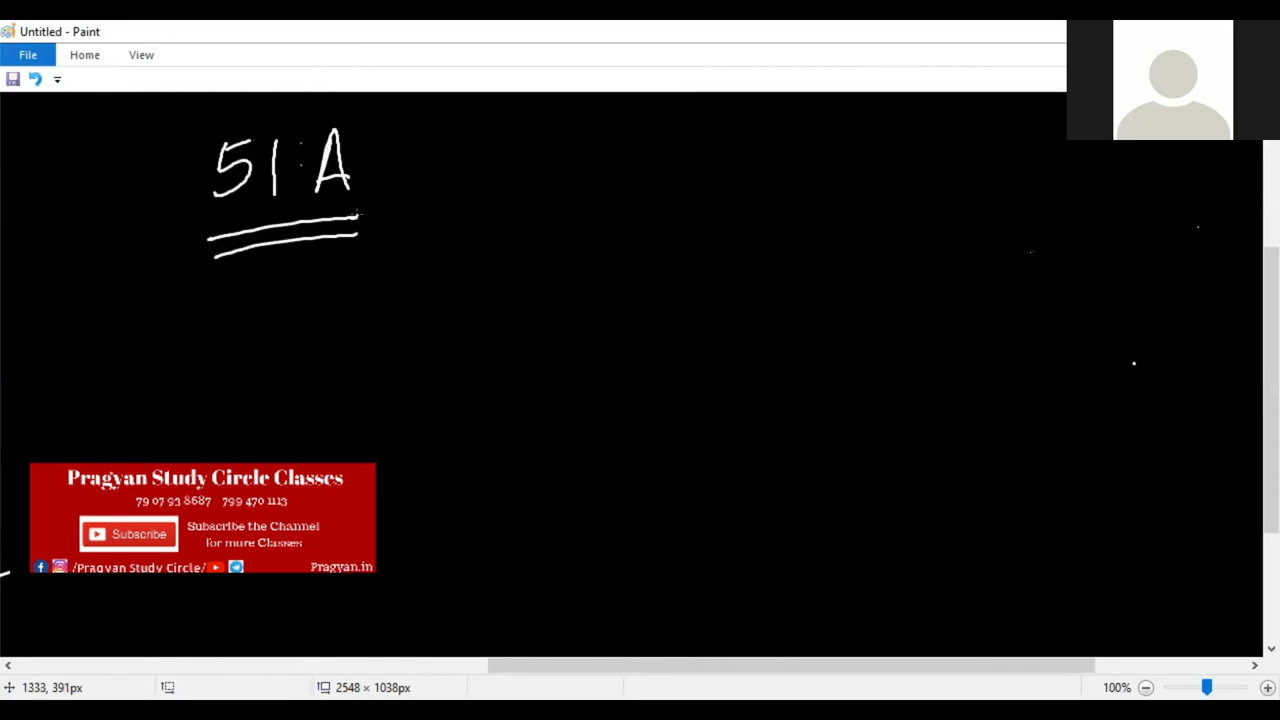 Untitled - Paint
File Home View
51 A
Pragyan Study Circle Classes
79 07 93 8687 799 470 1113
Subscribe
Subscribe the Channel
for more Classes
/Pragyan Study Circle/
Pragyan.in
1333, 391px
2548 × 1038px
100%